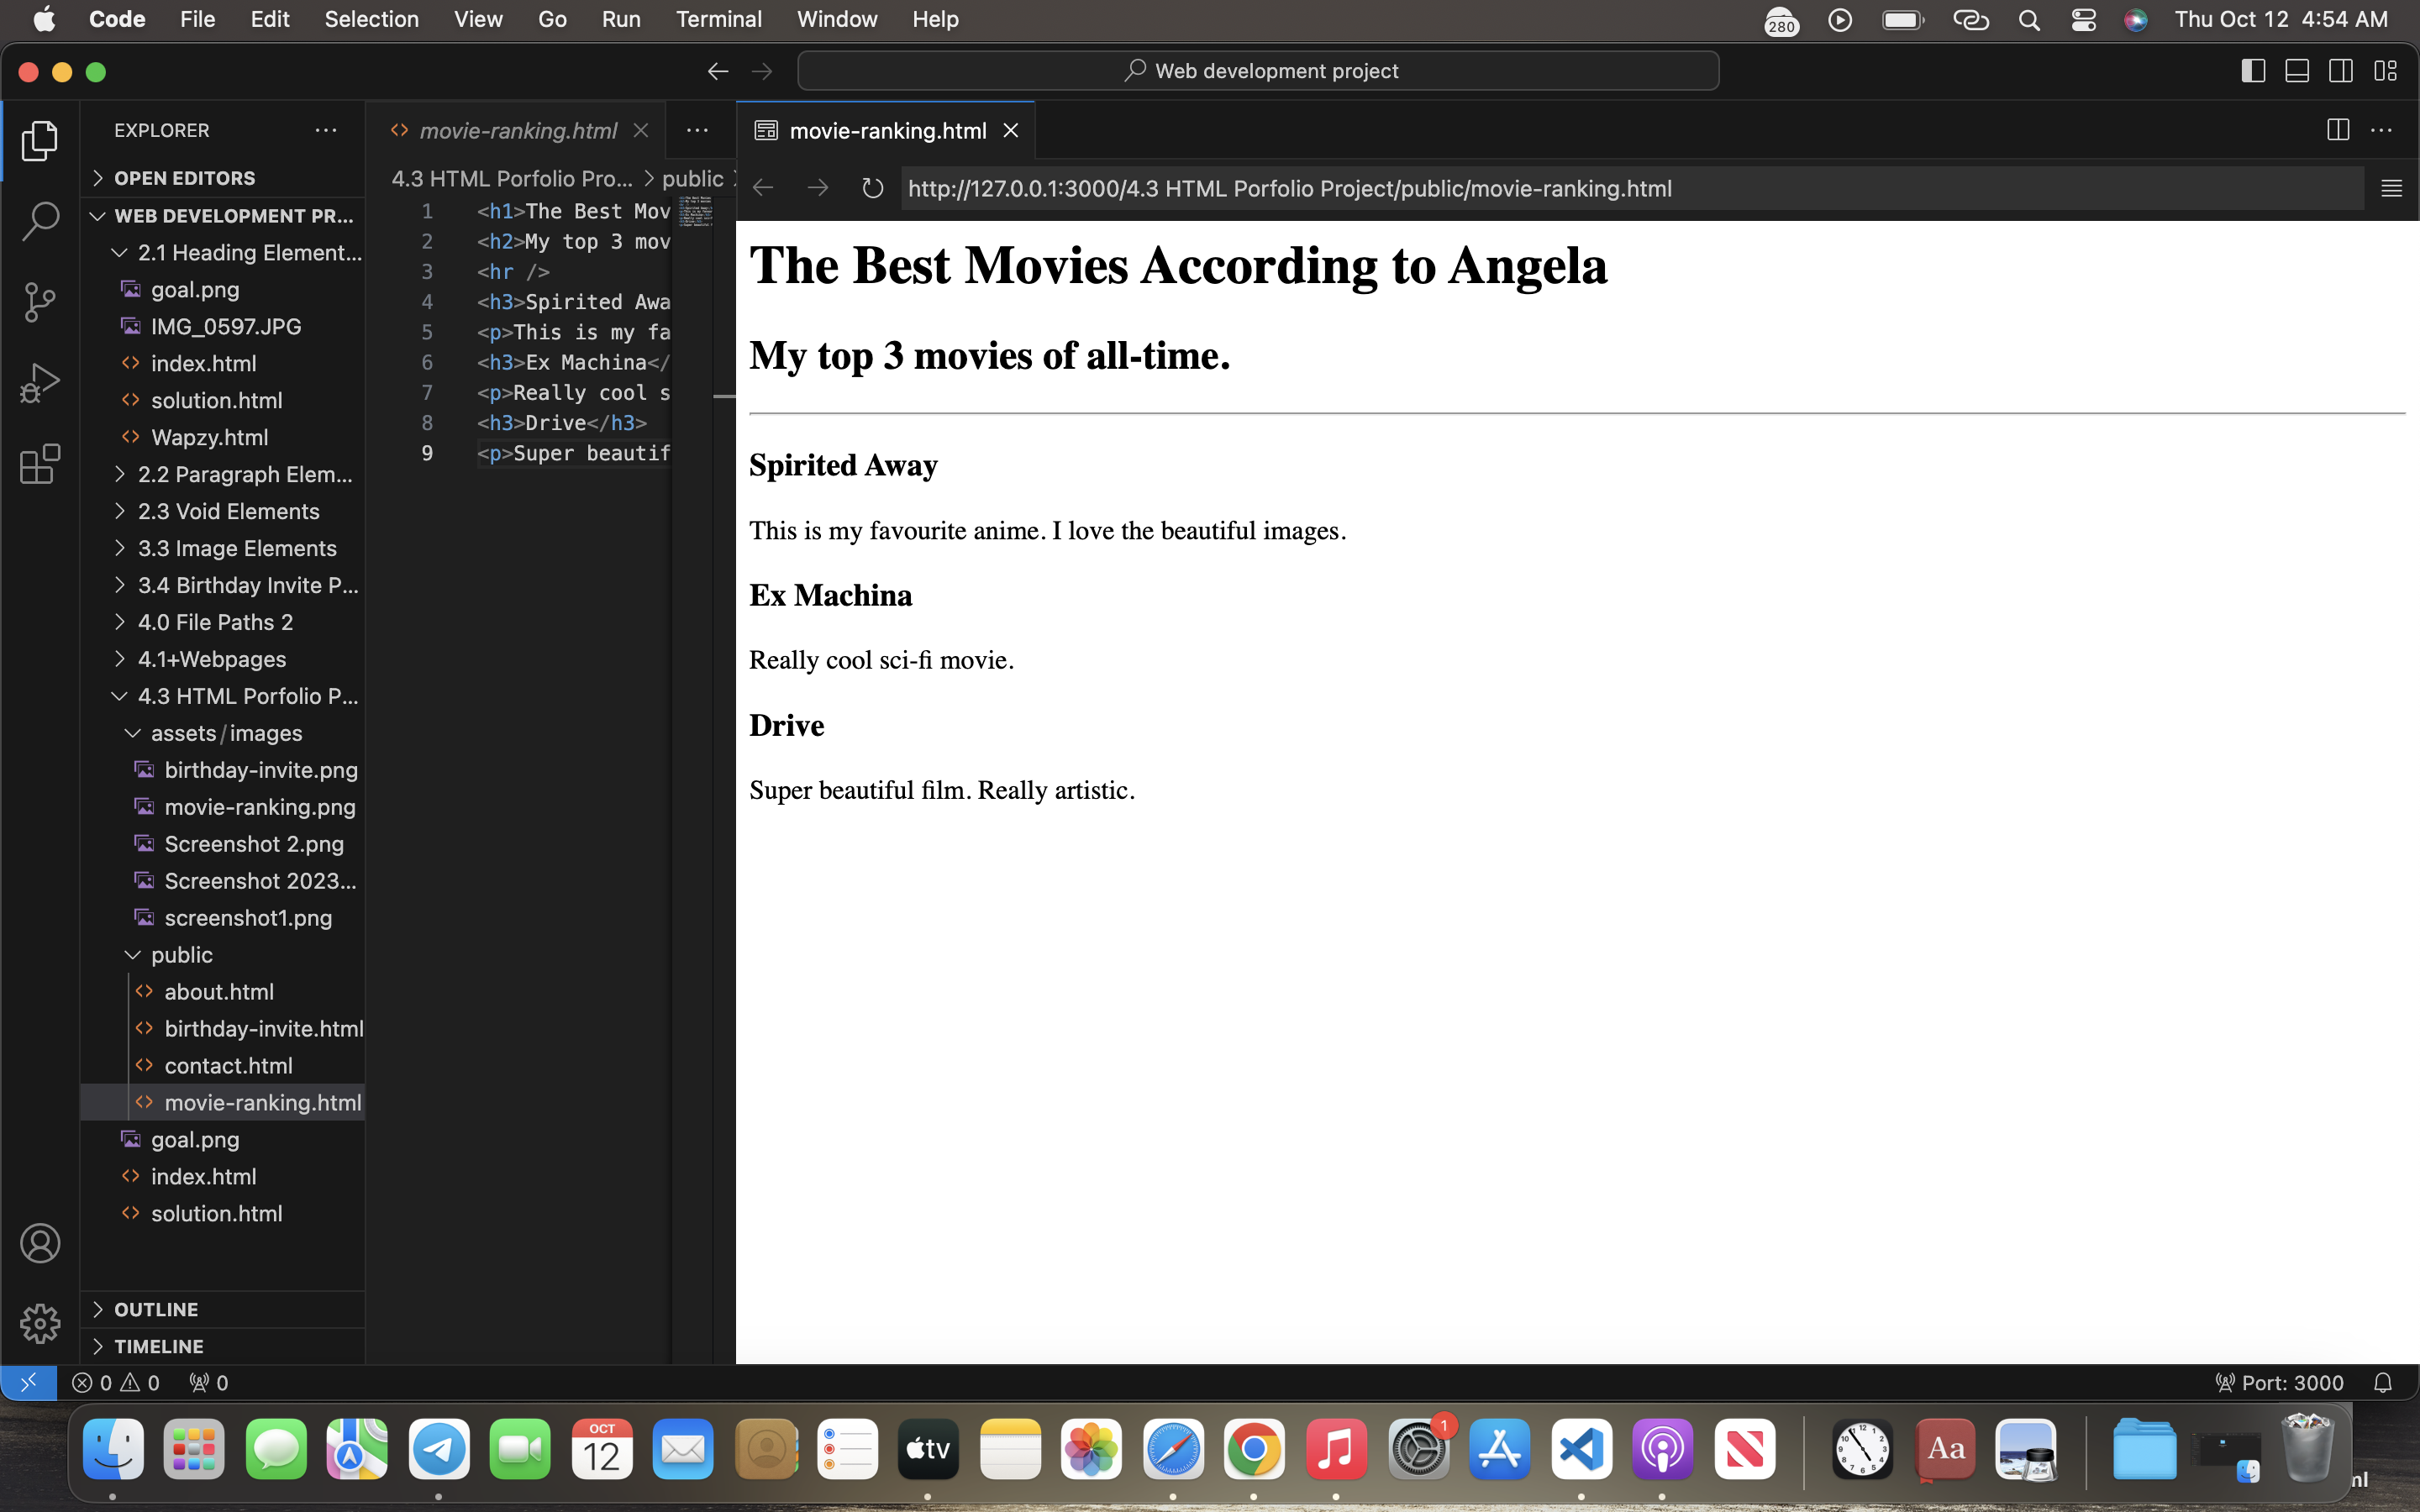 Code File Edit Selection View Go Run Terminal Window Help 280 Thu Oct 12 4:54 AM
Web development project
EXPLORER
OPEN EDITORS
WEB DEVELOPMENT PR...
2.1 Heading Element...
goal.png
IMG_0597.JPG
index.html
solution.html
Wapzy.html
2.2 Paragraph Elem...
2.3 Void Elements
3.3 Image Elements
3.4 Birthday Invite P...
4.0 File Paths 2
4.1+Webpages
4.3 HTML Porfolio P...
assets/images
birthday-invite.png
movie-ranking.png
Screenshot 2.png
Screenshot 2023...
screenshot1.png
public
about.html
birthday-invite.html
contact.html
movie-ranking.html
goal.png
index.html
solution.html
OUTLINE
TIMELINE
movie-ranking.html
4.3 HTML Porfolio Pro... > public
1 <h1>The Best Mov
2 <h2>My top 3 mov
3 <hr />
4 <h3>Spirited Awa
5 <p>This is my fa
6 <h3>Ex Machina</
7 <p>Really cool s
8 <h3>Drive</h3>
9 <p>Super beautif
movie-ranking.html
http://127.0.0.1:3000/4.3 HTML Porfolio Project/public/movie-ranking.html
The Best Movies According to Angela
My top 3 movies of all-time.
Spirited Away
This is my favourite anime. I love the beautiful images.
Ex Machina
Really cool sci-fi movie.
Drive
Super beautiful film. Really artistic.
0 0 0 Port: 3000
OCT
12
tv
1
Aa
ml